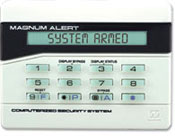 MAGNUM ALERT
SYSTEM ARMED
DISPLAY BYPASS DISPLAY STATUS
1 2 3 4
5 6 7 8
BYPASS
9 0
COMPUTERIZED SECURITY SYSTEM